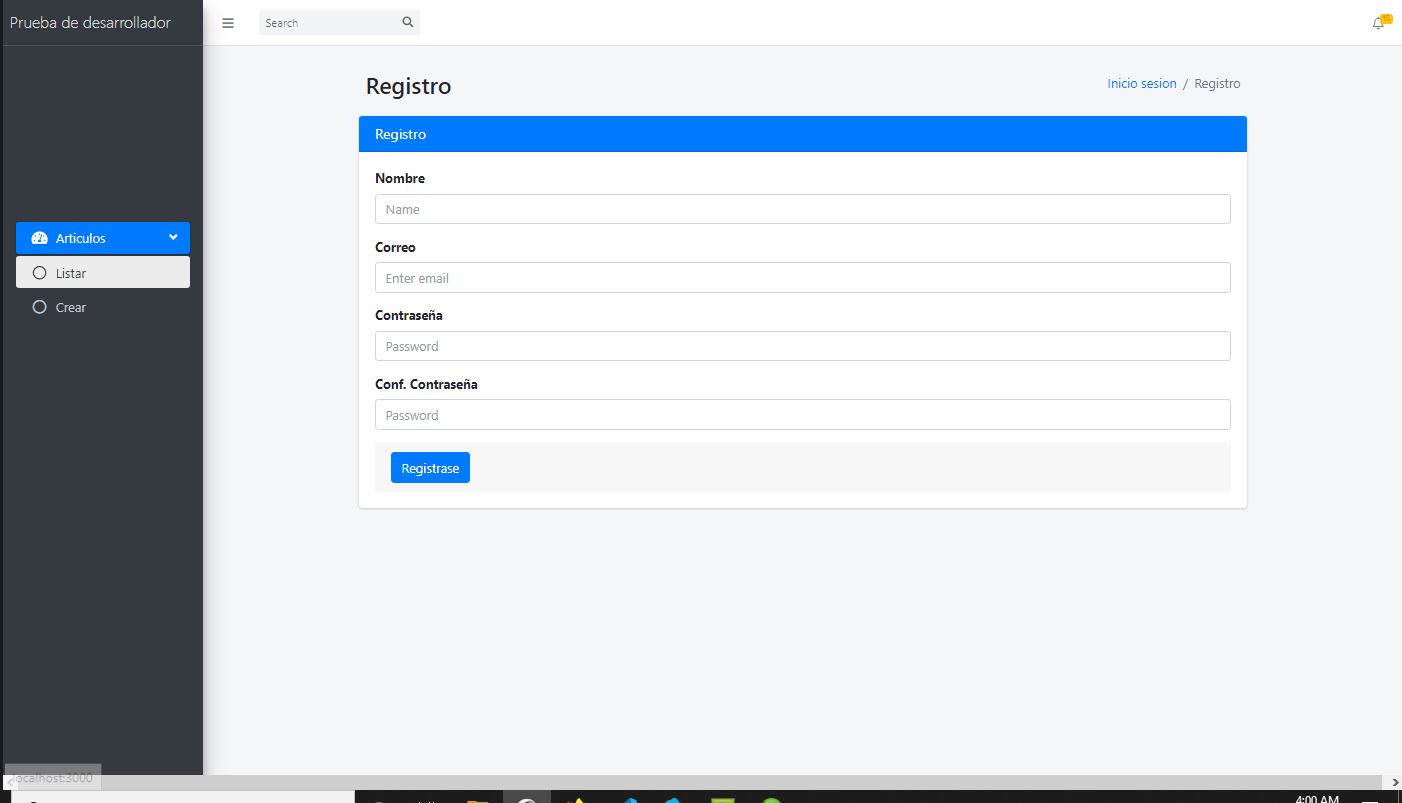 Prueba de desarrollador
Search
15
Registro
Inicio sesion / Registro
Registro
Nombre
Name
Correo
Enter email
Contraseña
Password
Conf. Contraseña
Password
Registrase
Articulos
Listar
Crear
localhost:3000
4:00 AM